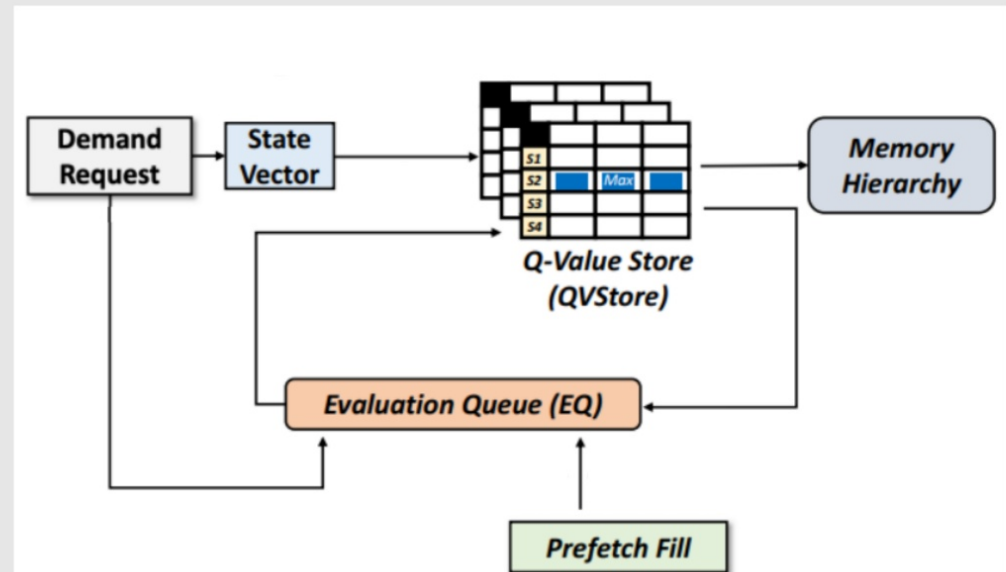 Demand
Request
State
Vector
S1
S2
Max
S3
S4
Q-Value Store
(QVStore)
Memory
Hierarchy
Evaluation Queue (EQ)
Prefetch Fill